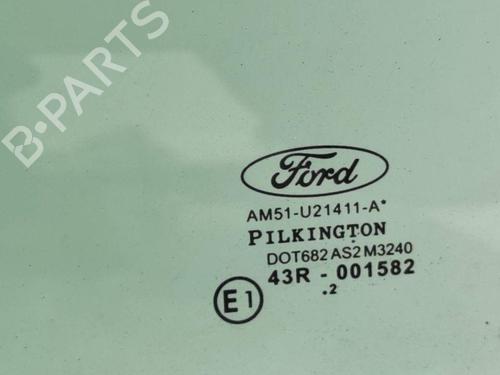 B-PARTS
Ford
AM51-U21411-A*
PILKINGTON
DOT682 AS2 M3240
43R - 001582
E1
.2